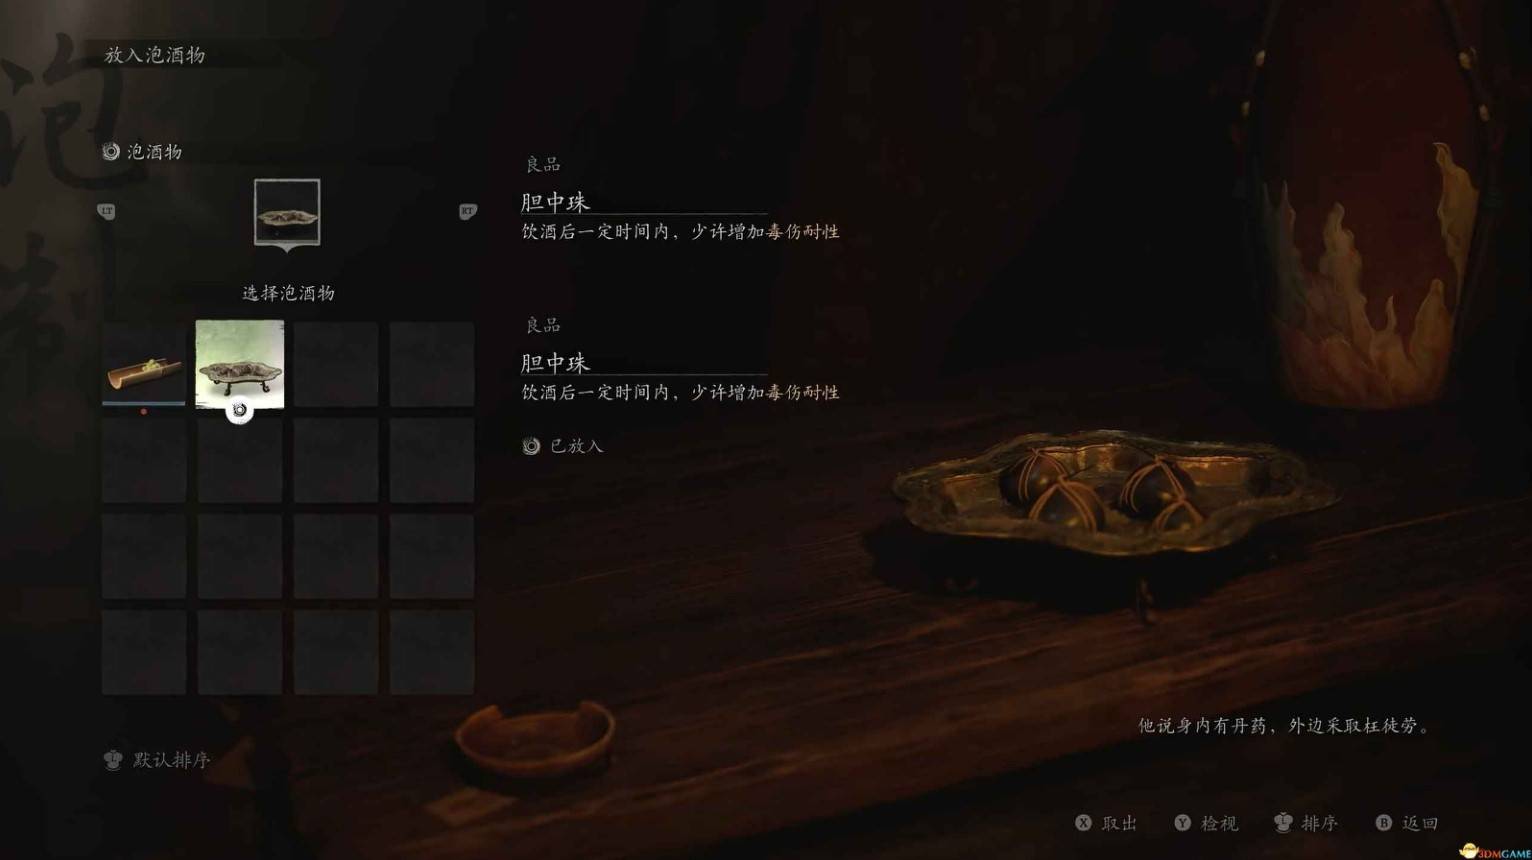 放入泡酒物
泡制
泡酒物
LT
RT
选择泡酒物
良品
胆中珠
饮酒后一定时间内，少许增加毒伤耐性
良品
胆中珠
饮酒后一定时间内，少许增加毒伤耐性
已放入
他说身内有丹药，外边采取枉徒劳。
L 默认排序
X 取出
Y 检视
L 排序
B 返回
3DMGAME